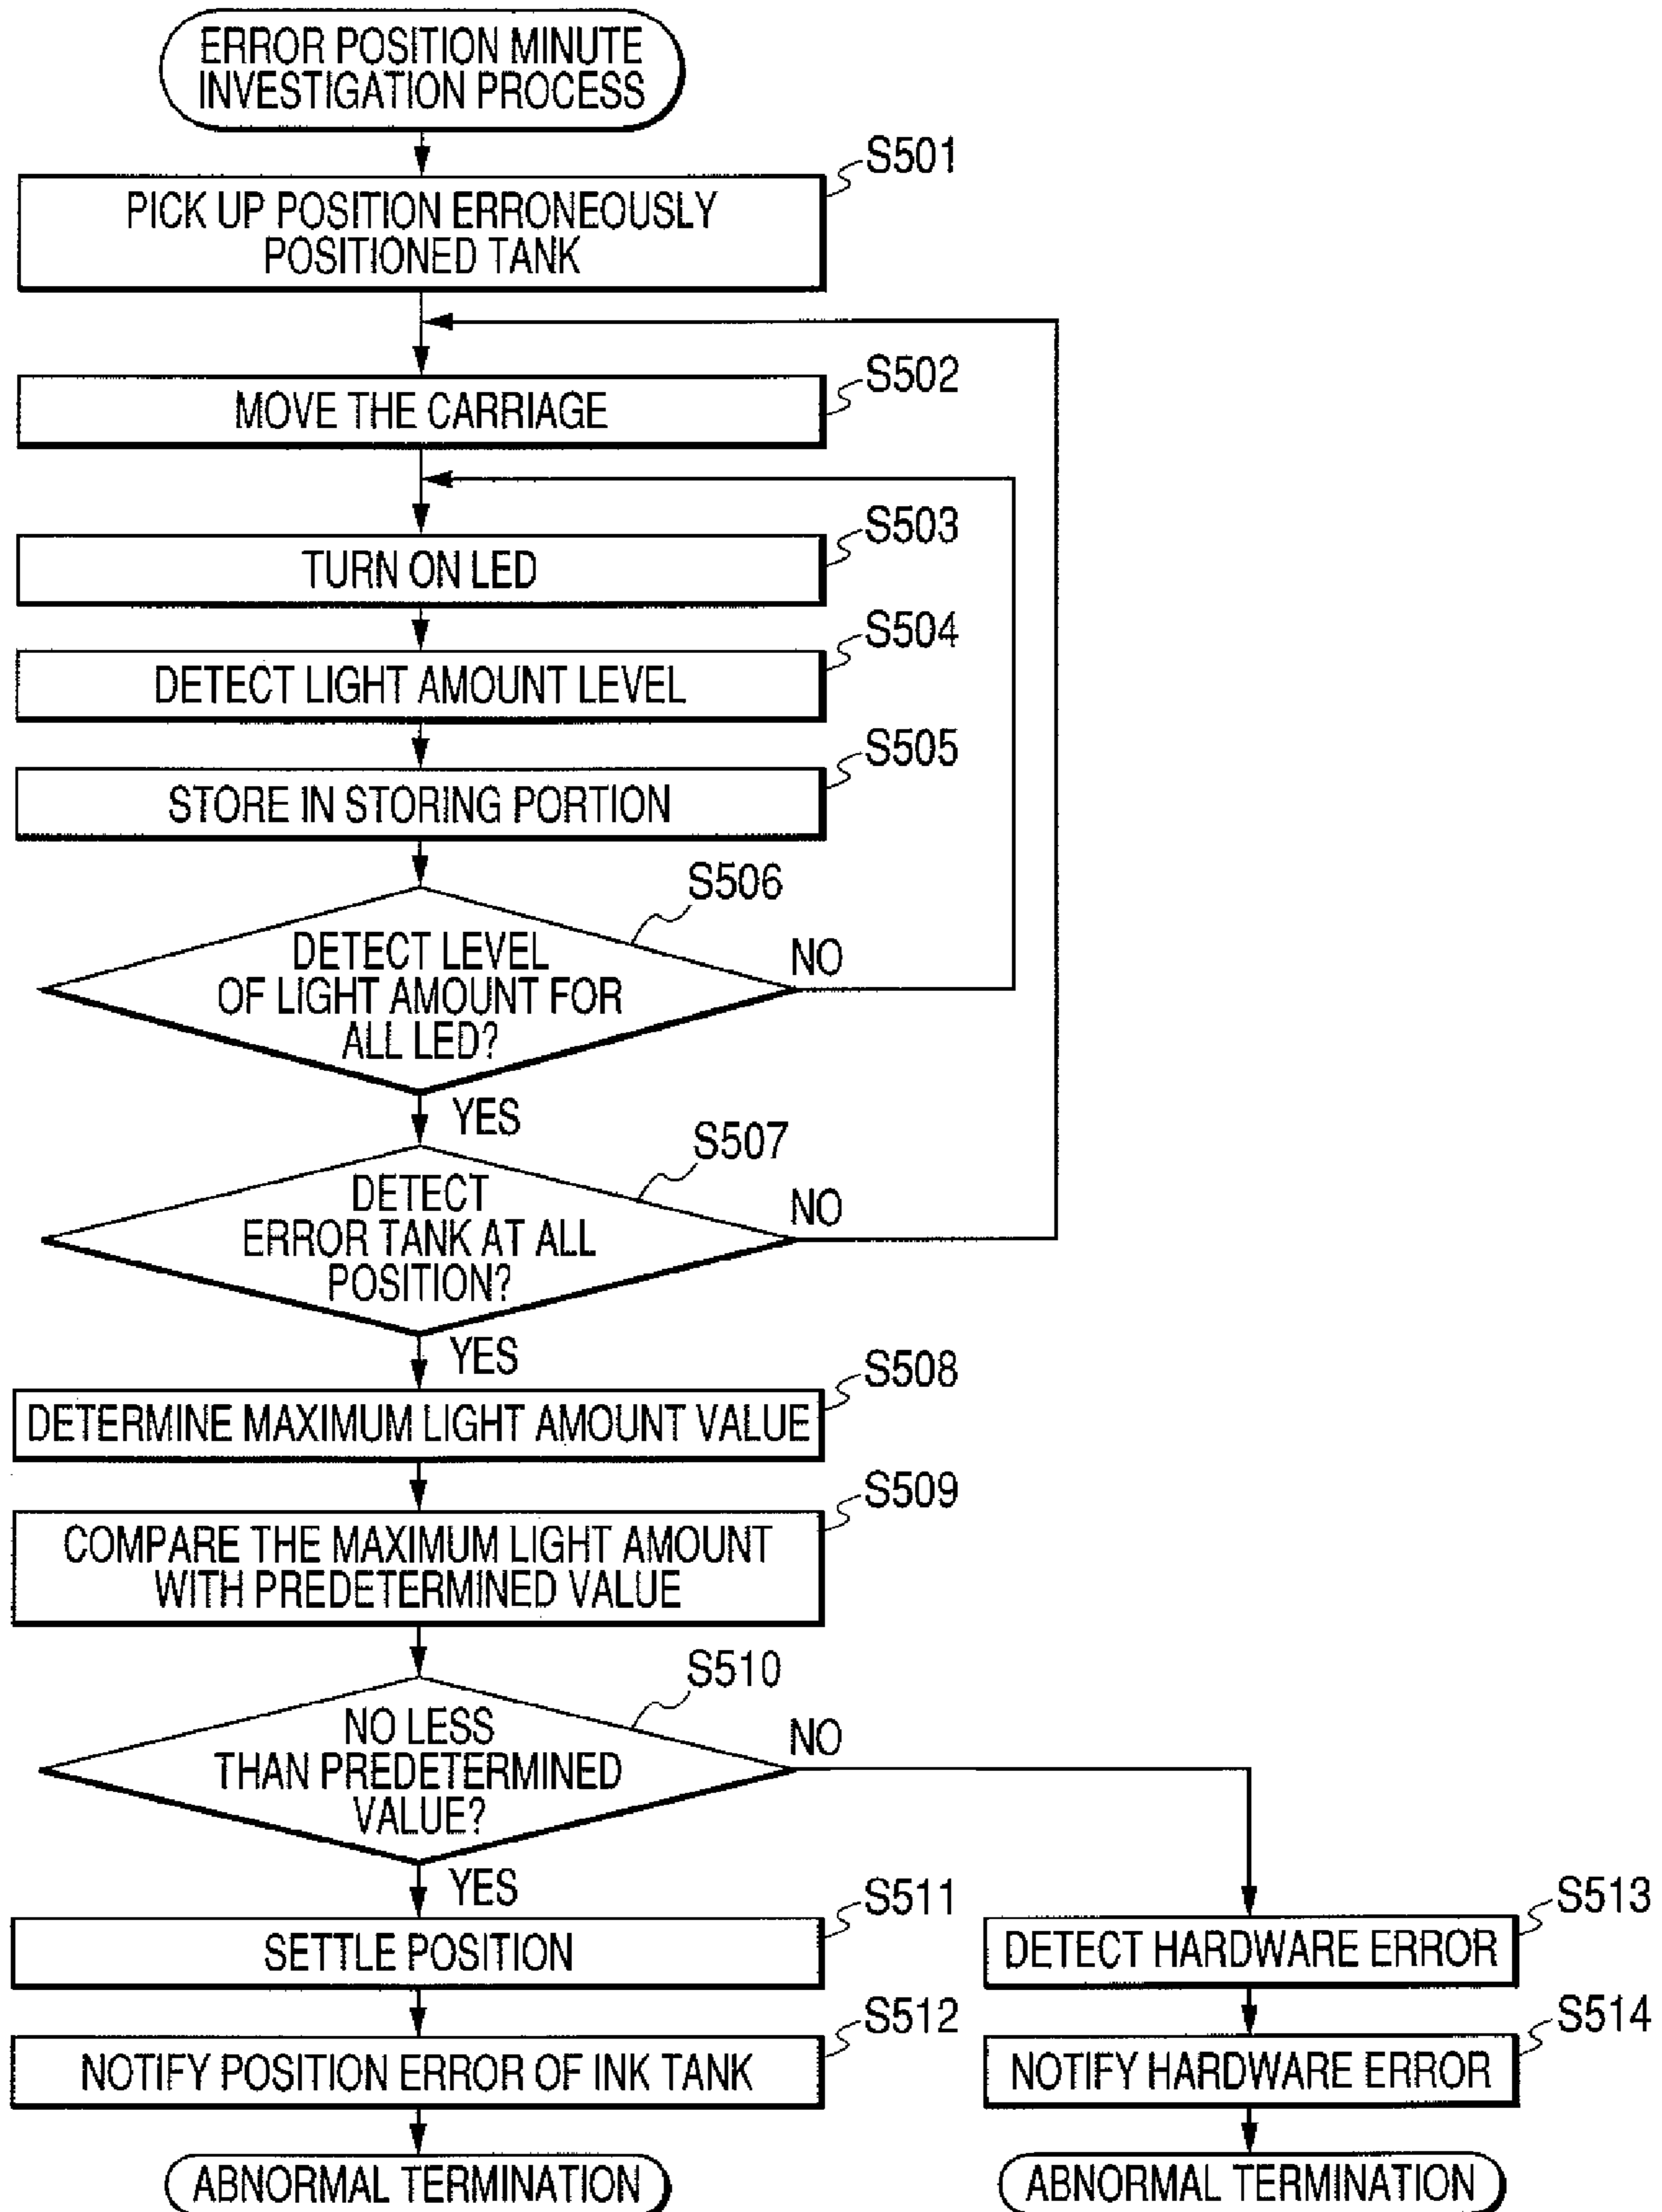 ERROR POSITION MINUTE
INVESTIGATION PROCESS
S501
PICK UP POSITION ERRONEOUSLY
POSITIONED TANK
S502
MOVE THE CARRIAGE
S503
TURN ON LED
S504
DETECT LIGHT AMOUNT LEVEL
S505
STORE IN STORING PORTION
S506
DETECT LEVEL
OF LIGHT AMOUNT FOR
ALL LED?
NO
YES
S507
DETECT
ERROR TANK AT ALL
POSITION?
NO
YES
S508
DETERMINE MAXIMUM LIGHT AMOUNT VALUE
S509
COMPARE THE MAXIMUM LIGHT AMOUNT
WITH PREDETERMINED VALUE
S510
NO LESS
THAN PREDETERMINED
VALUE?
NO
YES
S511
SETTLE POSITION
S513
DETECT HARDWARE ERROR
S512
NOTIFY POSITION ERROR OF INK TANK
S514
NOTIFY HARDWARE ERROR
ABNORMAL TERMINATION
ABNORMAL TERMINATION